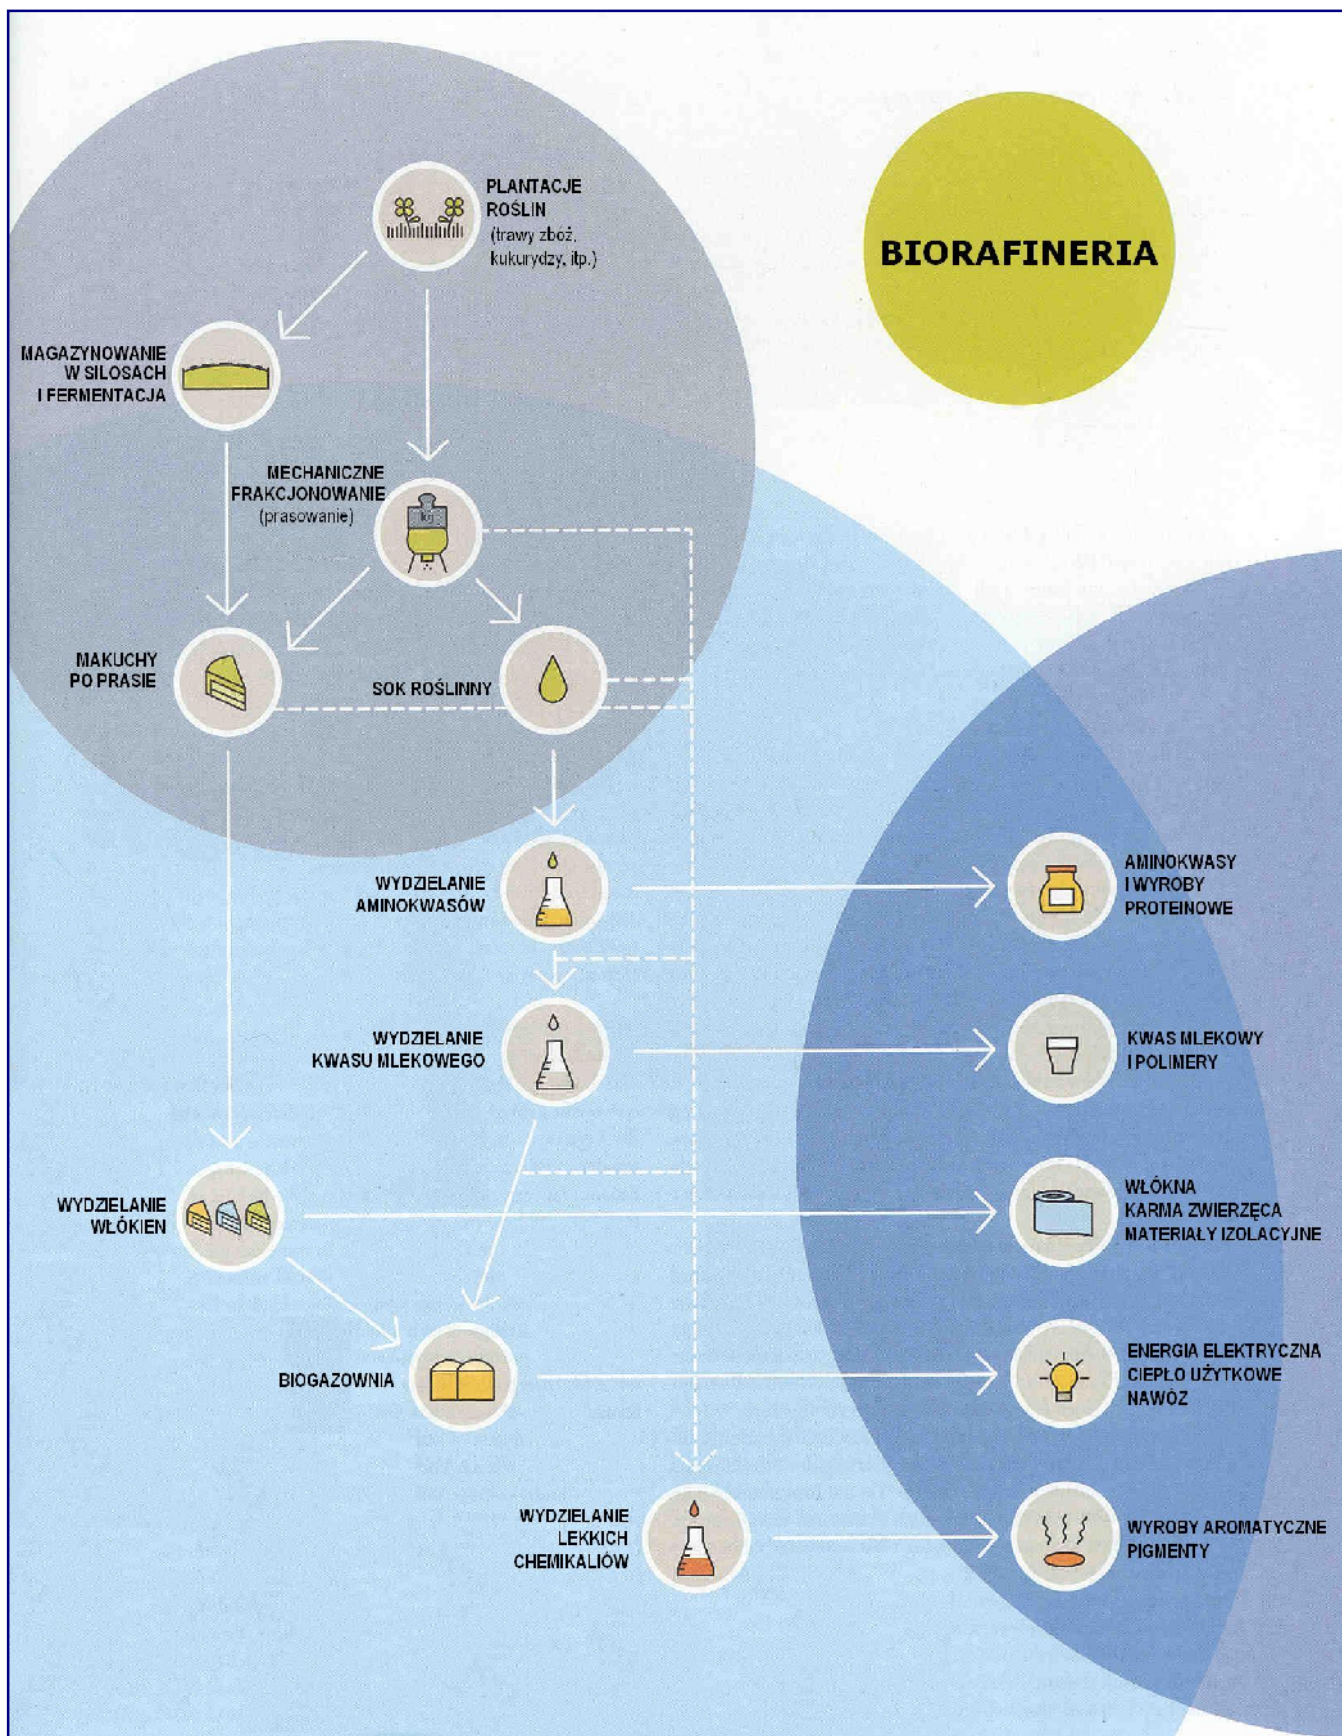 BIORAFINERIA
PLANTACJE
ROŚLIN
(trawy zbóż,
kukurydzy, itp.)
MAGAZYNOWANIE
W SILOSACH
I FERMENTACJA
MECHANICZNE
FRAKCJONOWANIE
(prasowanie)
kg
MAKUCHY
PO PRASIE
SOK ROŚLINNY
WYDZIELANIE
AMINOKWASÓW
AMINOKWASY
I WYROBY
PROTEINOWE
WYDZIELANIE
KWASU MLEKOWEGO
KWAS MLEKOWY
I POLIMERY
WYDZIELANIE
WŁÓKIEN
WŁÓKNA
KARMA ZWIERZĘCA
MATERIAŁY IZOLACYJNE
BIOGAZOWNIA
ENERGIA ELEKTRYCZNA
CIEPŁO UŻYTKOWE
NAWÓZ
WYDZIELANIE
LEKKICH
CHEMIKALIÓW
WYROBY AROMATYCZNE
PIGMENTY